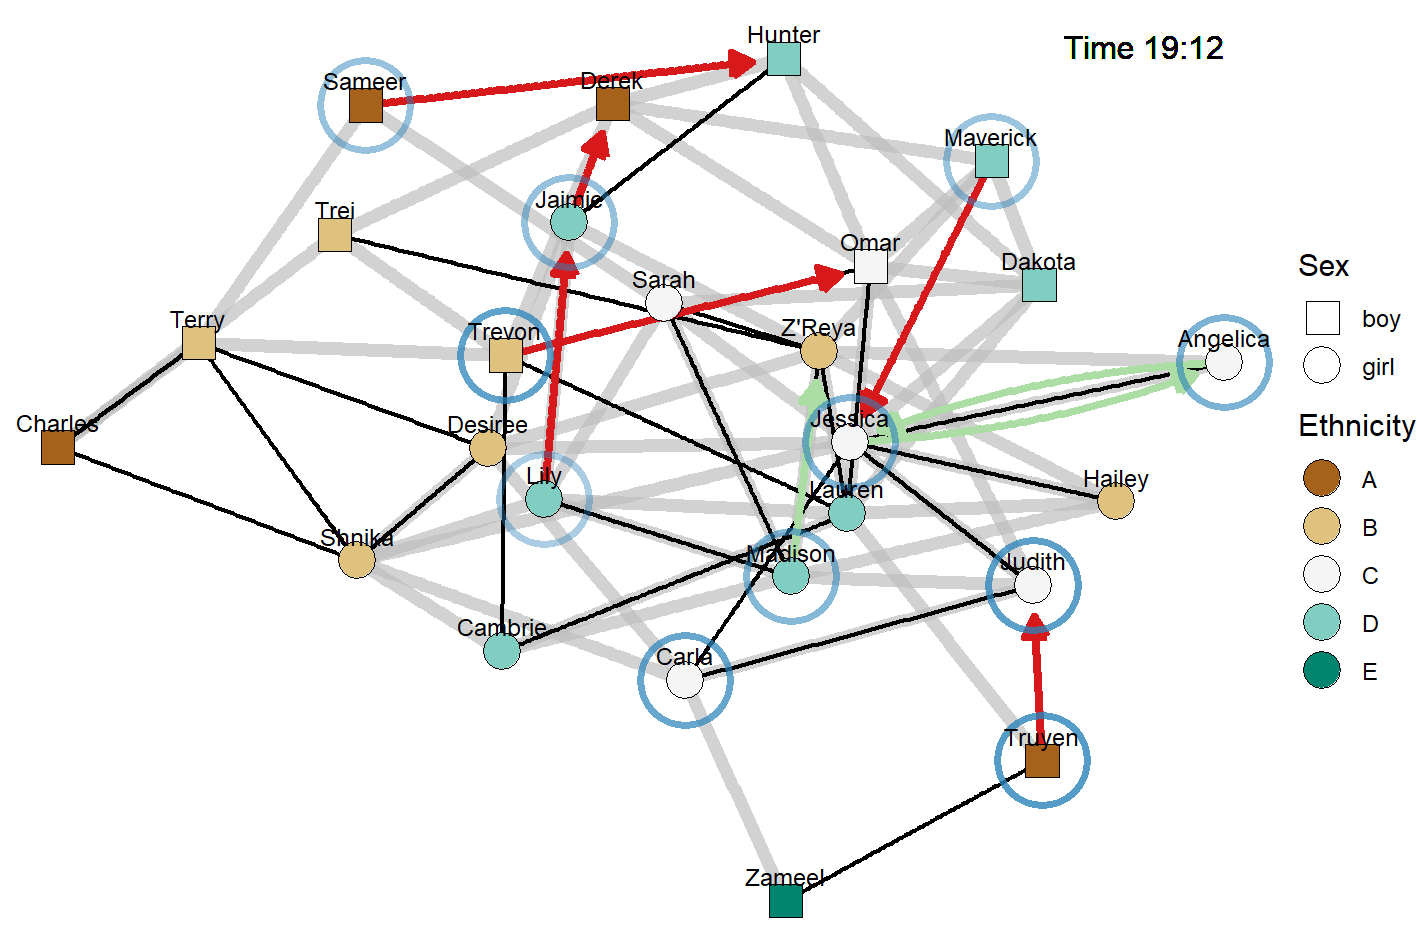 Hunter
Time 19:12
Sameer
Derek
Maverick
Jaimie
Trei
Omar
Dakota
Sarah
Terry
Trevon
Z'Reya
Angelica
Charles
Desiree
Jessica
Lily
Lauren
Hailey
Shnika
Madison
Judith
Cambrie
Carla
Truyen
Zameel
Sex
boy
girl
Ethnicity
A
B
C
D
E